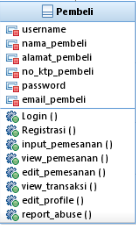 Pembeli
username
nama_pembeli
alamat_pembeli
no_ktp_pembeli
password
email_pembeli
Login ()
Registrasi ()
input_pemesanan ()
view_pemesanan ()
edit_pemesanan ()
view_transaksi ()
edit_profile ()
report_abuse ()